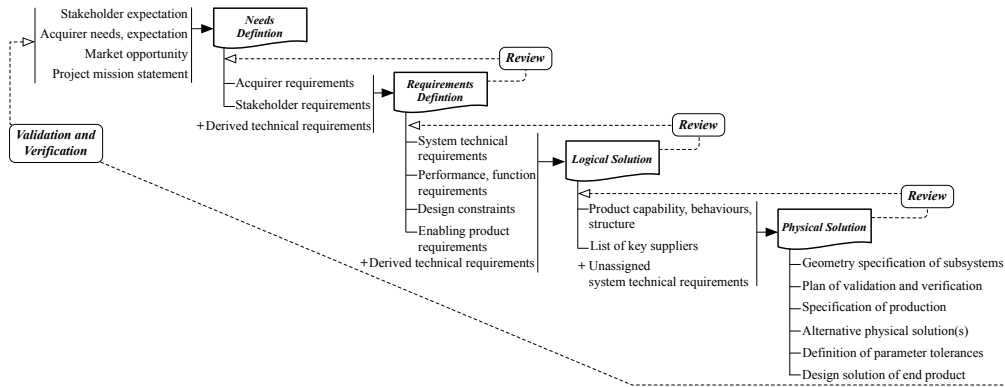 Stakeholder expectation
Acquirer needs, expectation
Market opportunity
Project mission statement
Needs
Defintion
Review
Validation and
Verification
Acquirer requirements
Stakeholder requirements
+Derived technical requirements
Requirements
Defintion
Review
System technical
requirements
Performance, function
requirements
Design constraints
Enabling product
requirements
+Derived technical requirements
Logical Solution
Review
Product capability, behaviours,
structure
List of key suppliers
+ Unassigned
system technical requirements
Physical Solution
Geometry specification of subsystems
Plan of validation and verification
Specification of production
Alternative physical solution(s)
Definition of parameter tolerances
Design solution of end product